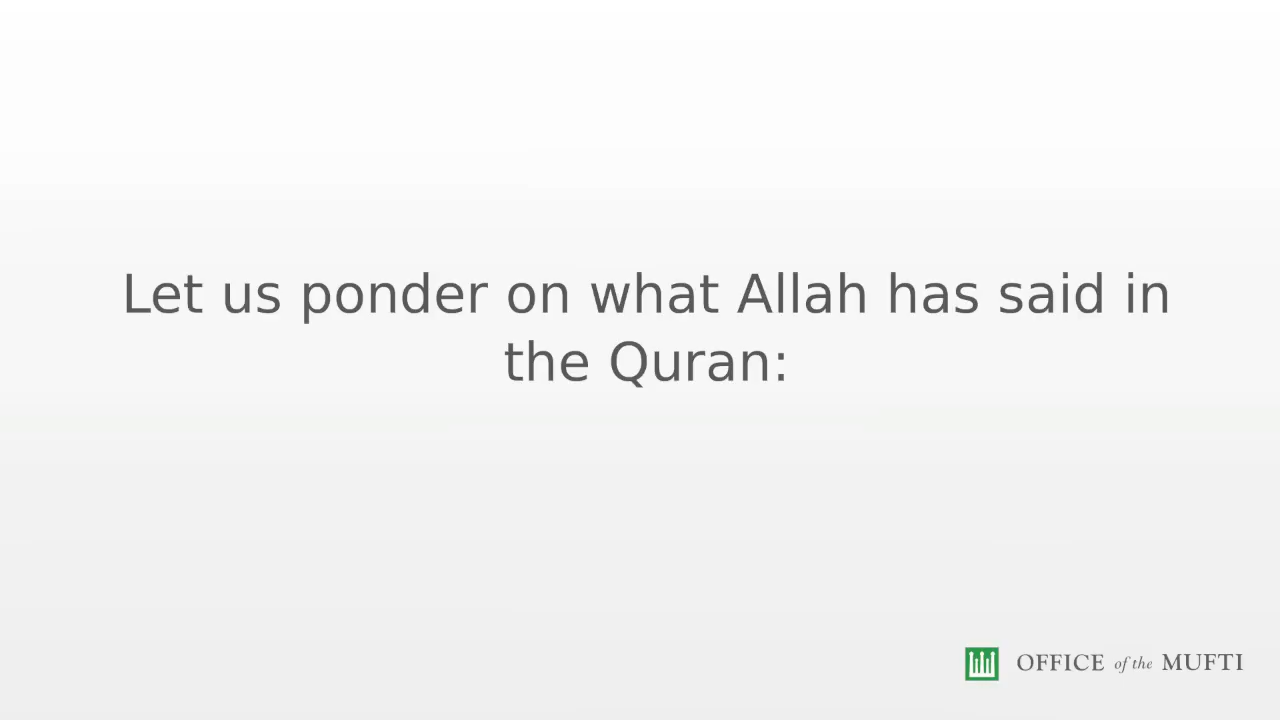 Let us ponder on what Allah has said in
the Quran:
OFFICE of the MUFTI